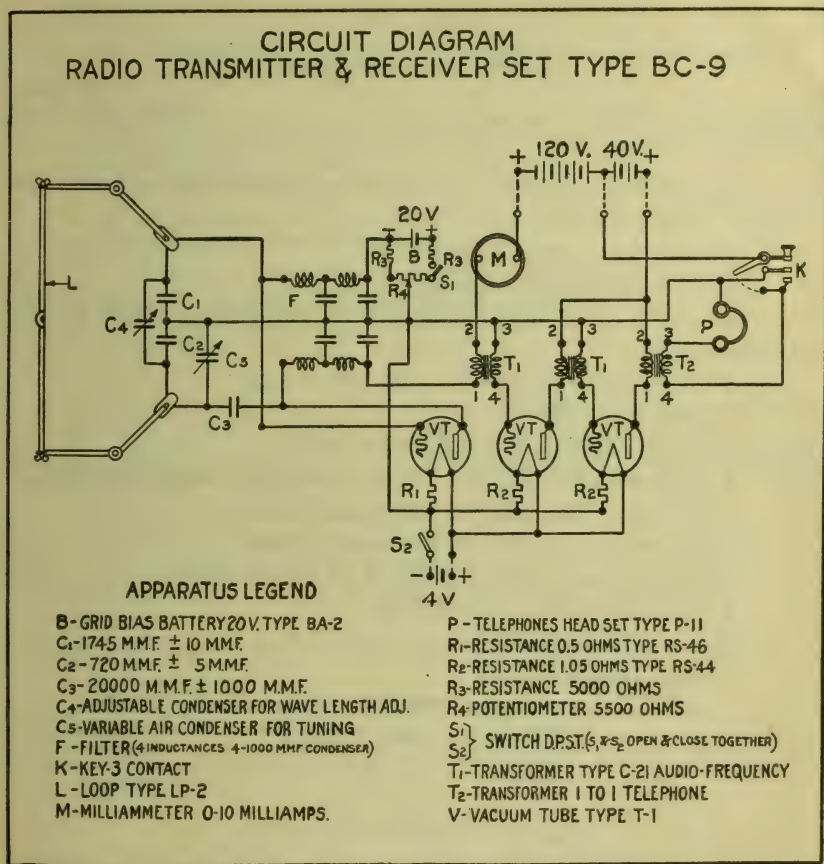 CIRCUIT DIAGRAM
RADIO TRANSMITTER & RECEIVER SET TYPE BC-9
+ 120 V. 40 V. +
- 20 V +
B
R3 R3
S1
R4
M
K
L
F
C1
C4
C2
C5
P
2 3 2 3 2 3
T1 T1 T2
1 4 1 4 1 4
C3
VT VT VT
R1 R2 R2
S2
- +
4 V
APPARATUS LEGEND
B-GRID BIAS BATTERY 20 V. TYPE BA-2
C1-1745 M.M.F. ± 10 M.M.F.
C2-720 M.M.F. ± 5 M.M.F.
C3-20000 M.M.F. ± 1000 M.M.F.
C4-ADJUSTABLE CONDENSER FOR WAVE LENGTH ADJ.
C5-VARIABLE AIR CONDENSER FOR TUNING
F-FILTER (4 INDUCTANCES 4-1000 MMF CONDENSER)
K-KEY-3 CONTACT
L-LOOP TYPE LP-2
M-MILLIAMMETER 0-10 MILLIAMPS.
P-TELEPHONES HEAD SET TYPE P-11
R1-RESISTANCE 0.5 OHMS TYPE RS-46
R2-RESISTANCE 1.05 OHMS TYPE RS-44
R3-RESISTANCE 5000 OHMS
R4-POTENTIOMETER 5500 OHMS
S1
S2} SWITCH D.P.S.T. (S1 & S2 OPEN & CLOSE TOGETHER)
T1-TRANSFORMER TYPE C-21 AUDIO-FREQUENCY
T2-TRANSFORMER 1 TO 1 TELEPHONE
V-VACUUM TUBE TYPE T-1